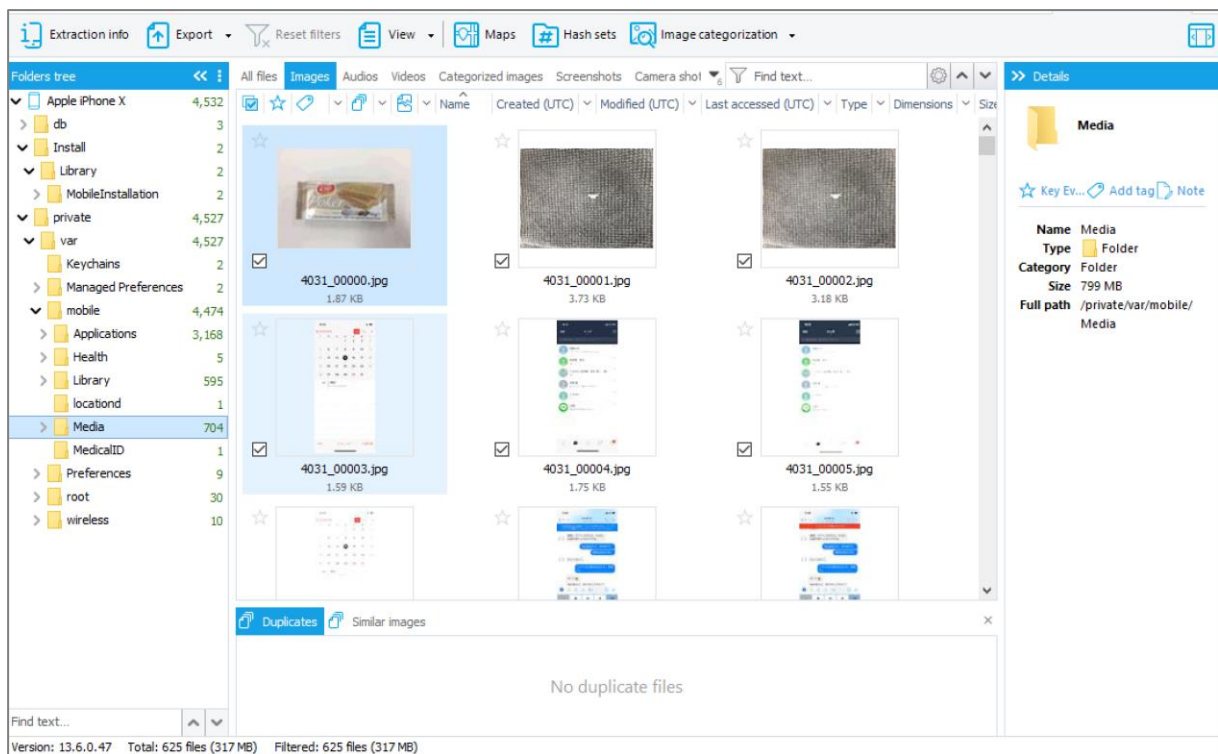 Extraction info
Export
Reset filters
View
Maps
Hash sets
Image categorization
Folders tree
Apple iPhone X 4,532
db 3
Install 2
Library 2
MobileInstallation 2
private 4,527
var 4,527
Keychains 2
Managed Preferences 2
mobile 4,474
Applications 3,168
Health 5
Library 595
locationd 1
Media 704
MedicalID 1
Preferences 9
root 30
wireless 10
Find text...
All files Images Audios Videos Categorized images Screenshots Camera shot 6 Find text...
Name Created (UTC) Modified (UTC) Last accessed (UTC) Type Dimensions Size
4031_00000.jpg
1.87 KB
4031_00001.jpg
3.73 KB
4031_00002.jpg
3.18 KB
4031_00003.jpg
1.59 KB
4031_00004.jpg
1.75 KB
4031_00005.jpg
1.55 KB
Duplicates Similar images
No duplicate files
Details
Media
Key Ev... Add tag Note
Name Media
Type Folder
Category Folder
Size 799 MB
Full path /private/var/mobile/
Media
Version: 13.6.0.47 Total: 625 files (317 MB) Filtered: 625 files (317 MB)